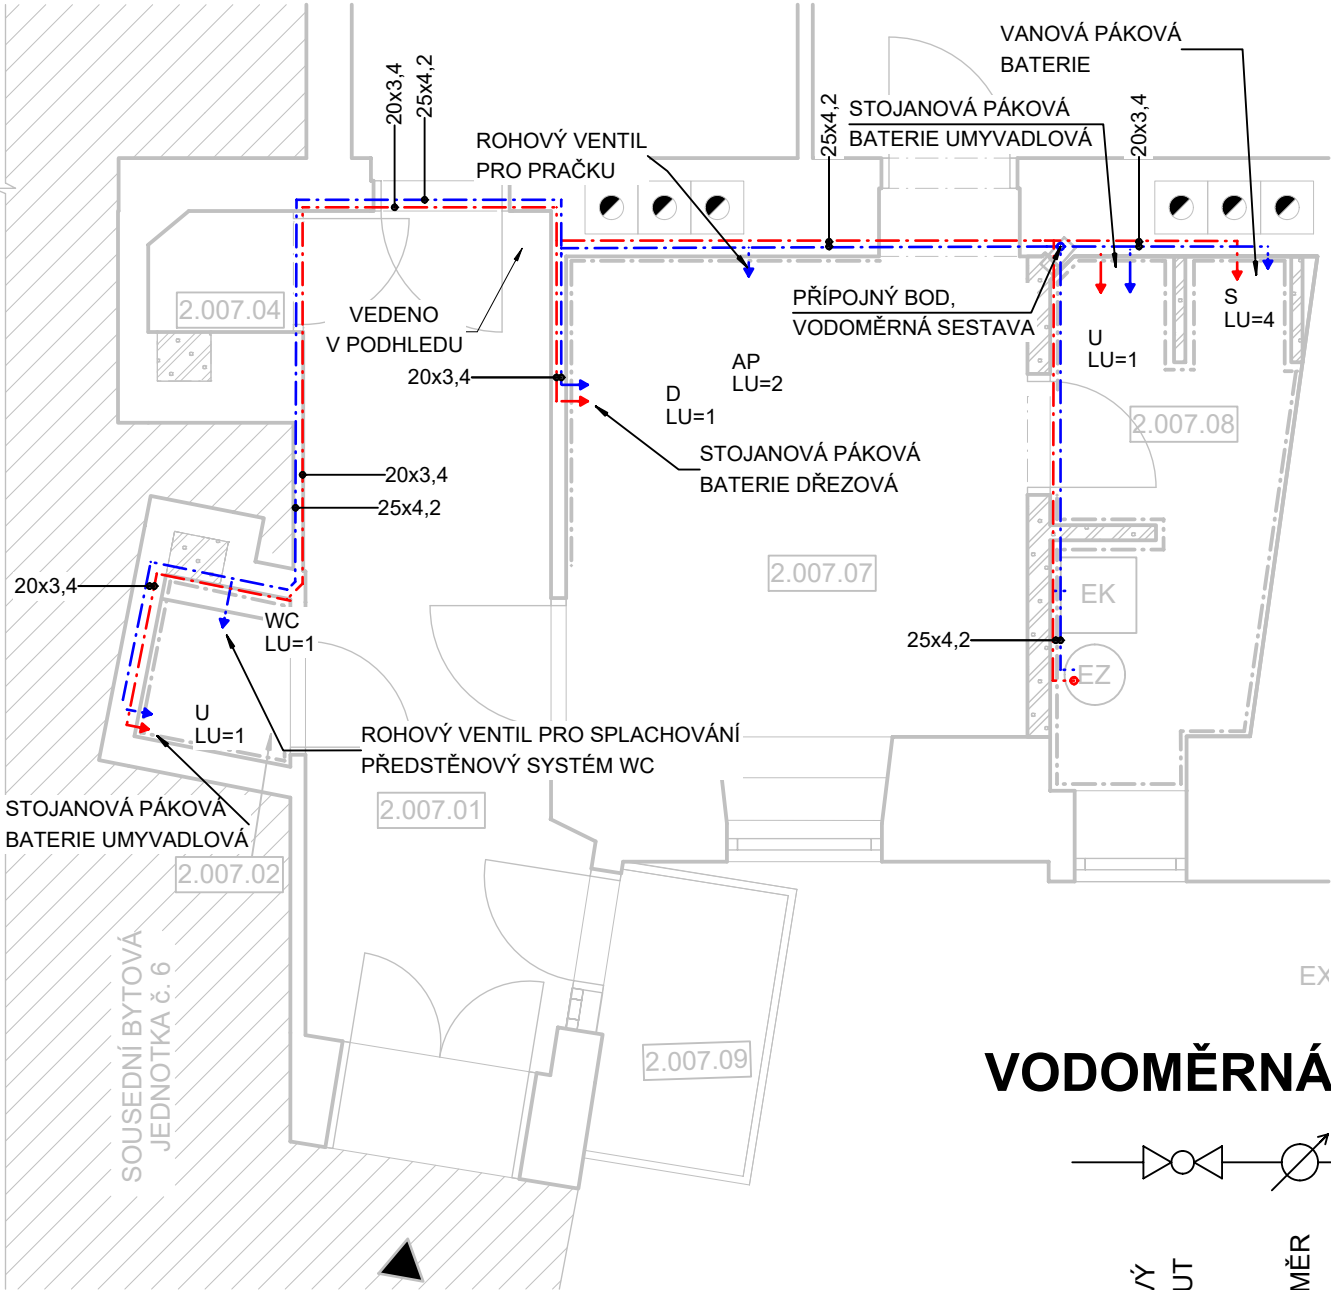 VANOVÁ PÁKOVÁ
BATERIE
20x3,4
25x4,2
25x4,2
STOJANOVÁ PÁKOVÁ
BATERIE UMYVADLOVÁ
20x3,4
ROHOVÝ VENTIL
PRO PRAČKU
2.007.04
VEDENO
V PODHLEDU
PŘÍPOJNÝ BOD,
VODOMĚRNÁ SESTAVA
S
LU=4
U
LU=1
AP
LU=2
20x3,4
D
LU=1
2.007.08
STOJANOVÁ PÁKOVÁ
BATERIE DŘEZOVÁ
20x3,4
25x4,2
2.007.07
20x3,4
EK
WC
LU=1
25x4,2
EZ
U
LU=1
ROHOVÝ VENTIL PRO SPLACHOVÁNÍ
PŘEDSTĚNOVÝ SYSTÉM WC
STOJANOVÁ PÁKOVÁ
BATERIE UMYVADLOVÁ
2.007.01
2.007.02
SOUSEDNÍ BYTOVÁ
JEDNOTKA č. 6
EX
2.007.09
VODOMĚRNÁ
VÝ
UT
MĚR